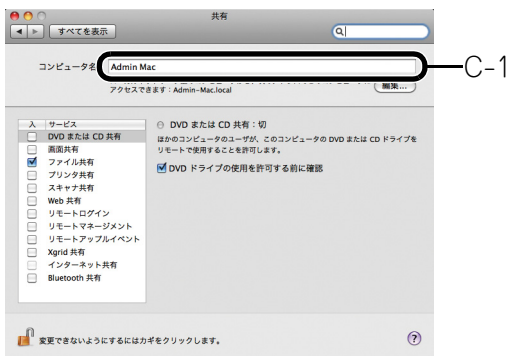 共有
すべてを表示
コンピュータ名
Admin Mac
C-1
アクセスできます：Admin-Mac.local
編集...
入 サービス
DVD または CD 共有
画面共有
ファイル共有
プリンタ共有
スキャナ共有
Web 共有
リモートログイン
リモートマネージメント
リモートアップルイベント
Xgrid 共有
インターネット共有
Bluetooth 共有
DVD または CD 共有：切
ほかのコンピュータのユーザが、このコンピュータの DVD または CD ドライブを
リモートで使用することを許可します。
DVD ドライブの使用を許可する前に確認
変更できないようにするにはカギをクリックします。
?